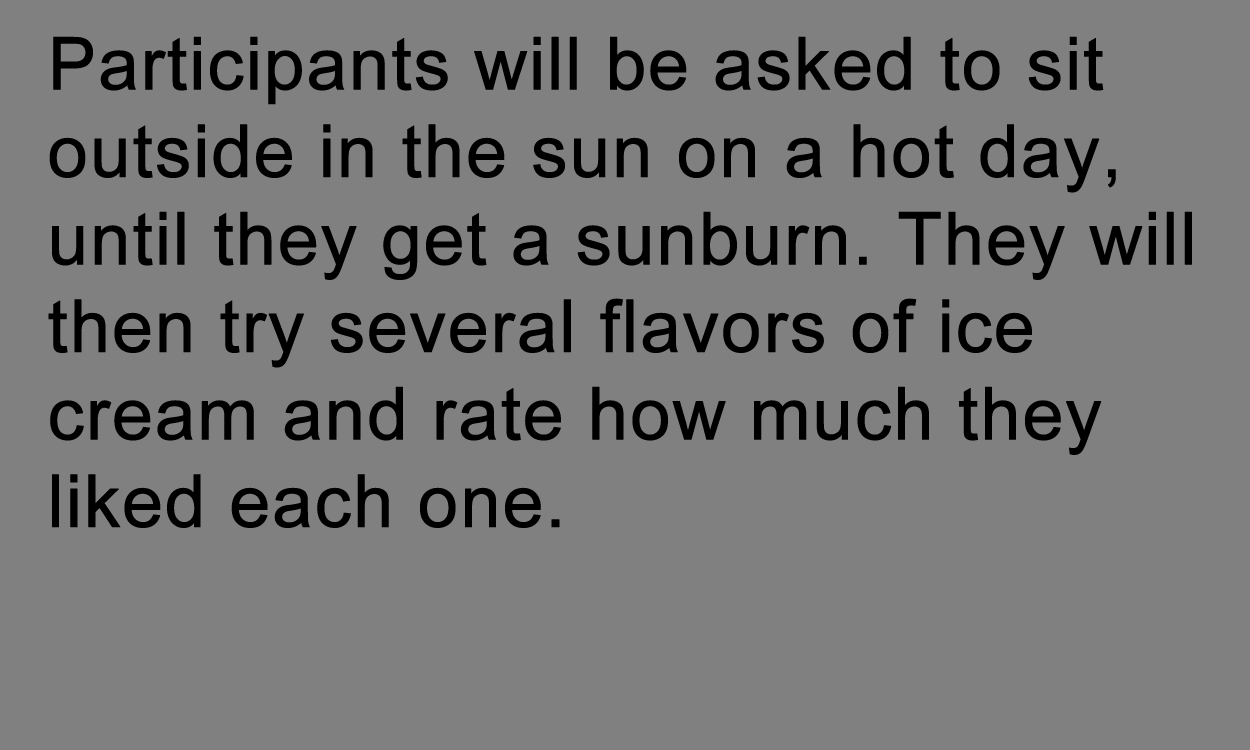 Participants will be asked to sit
outside in the sun on a hot day,
until they get a sunburn. They will
then try several flavors of ice
cream and rate how much they
liked each one.